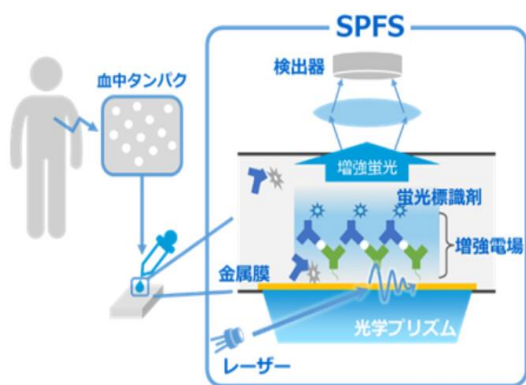 SPFS
検出器
血中タンパク
増強蛍光
蛍光標識剤
増強電場
金属膜
光学プリズム
レーザー